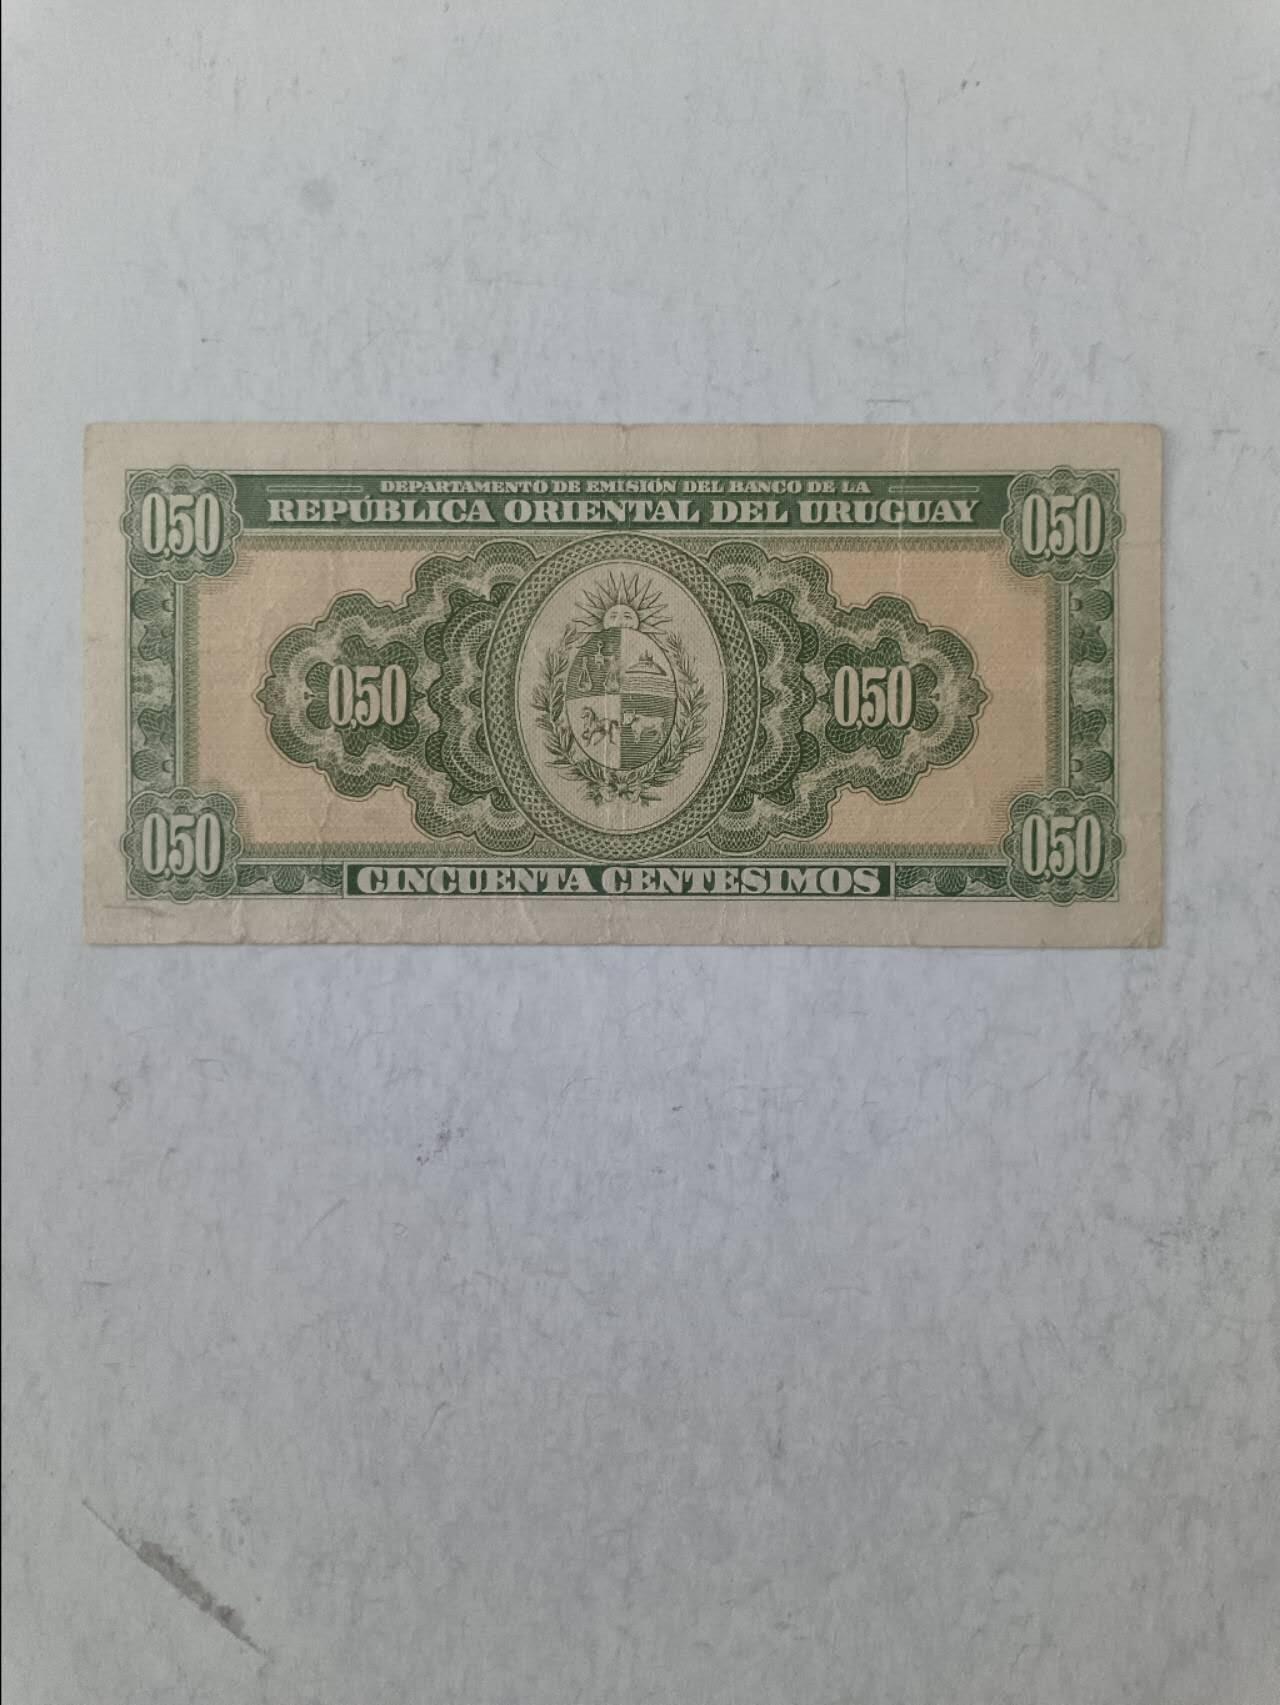 DEPARTAMENTO DE EMISIÓN DEL BANCO DE LA
REPÚBLICA ORIENTAL DEL URUGUAY
0,50 0,50
0,50 0,50
0,50 0,50
CINCUENTA CENTESIMOS